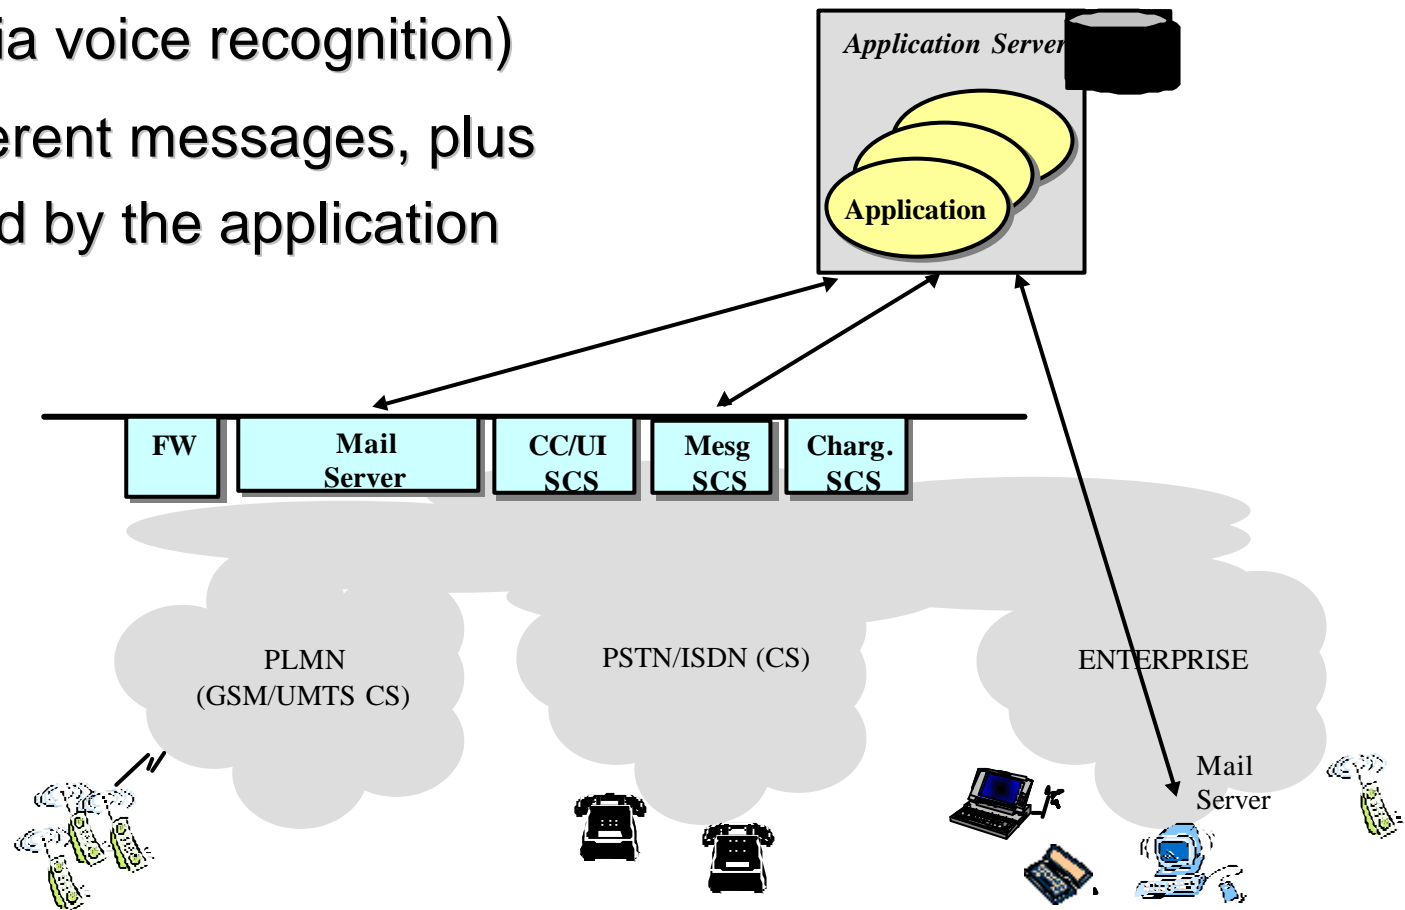 ia voice recognition)
erent messages, plus
d by the application
Application Server
Application
FW
Mail
Server
CC/UI
SCS
Mesg
SCS
Charg.
SCS
PLMN
(GSM/UMTS CS)
PSTN/ISDN (CS)
ENTERPRISE
Mail
Server